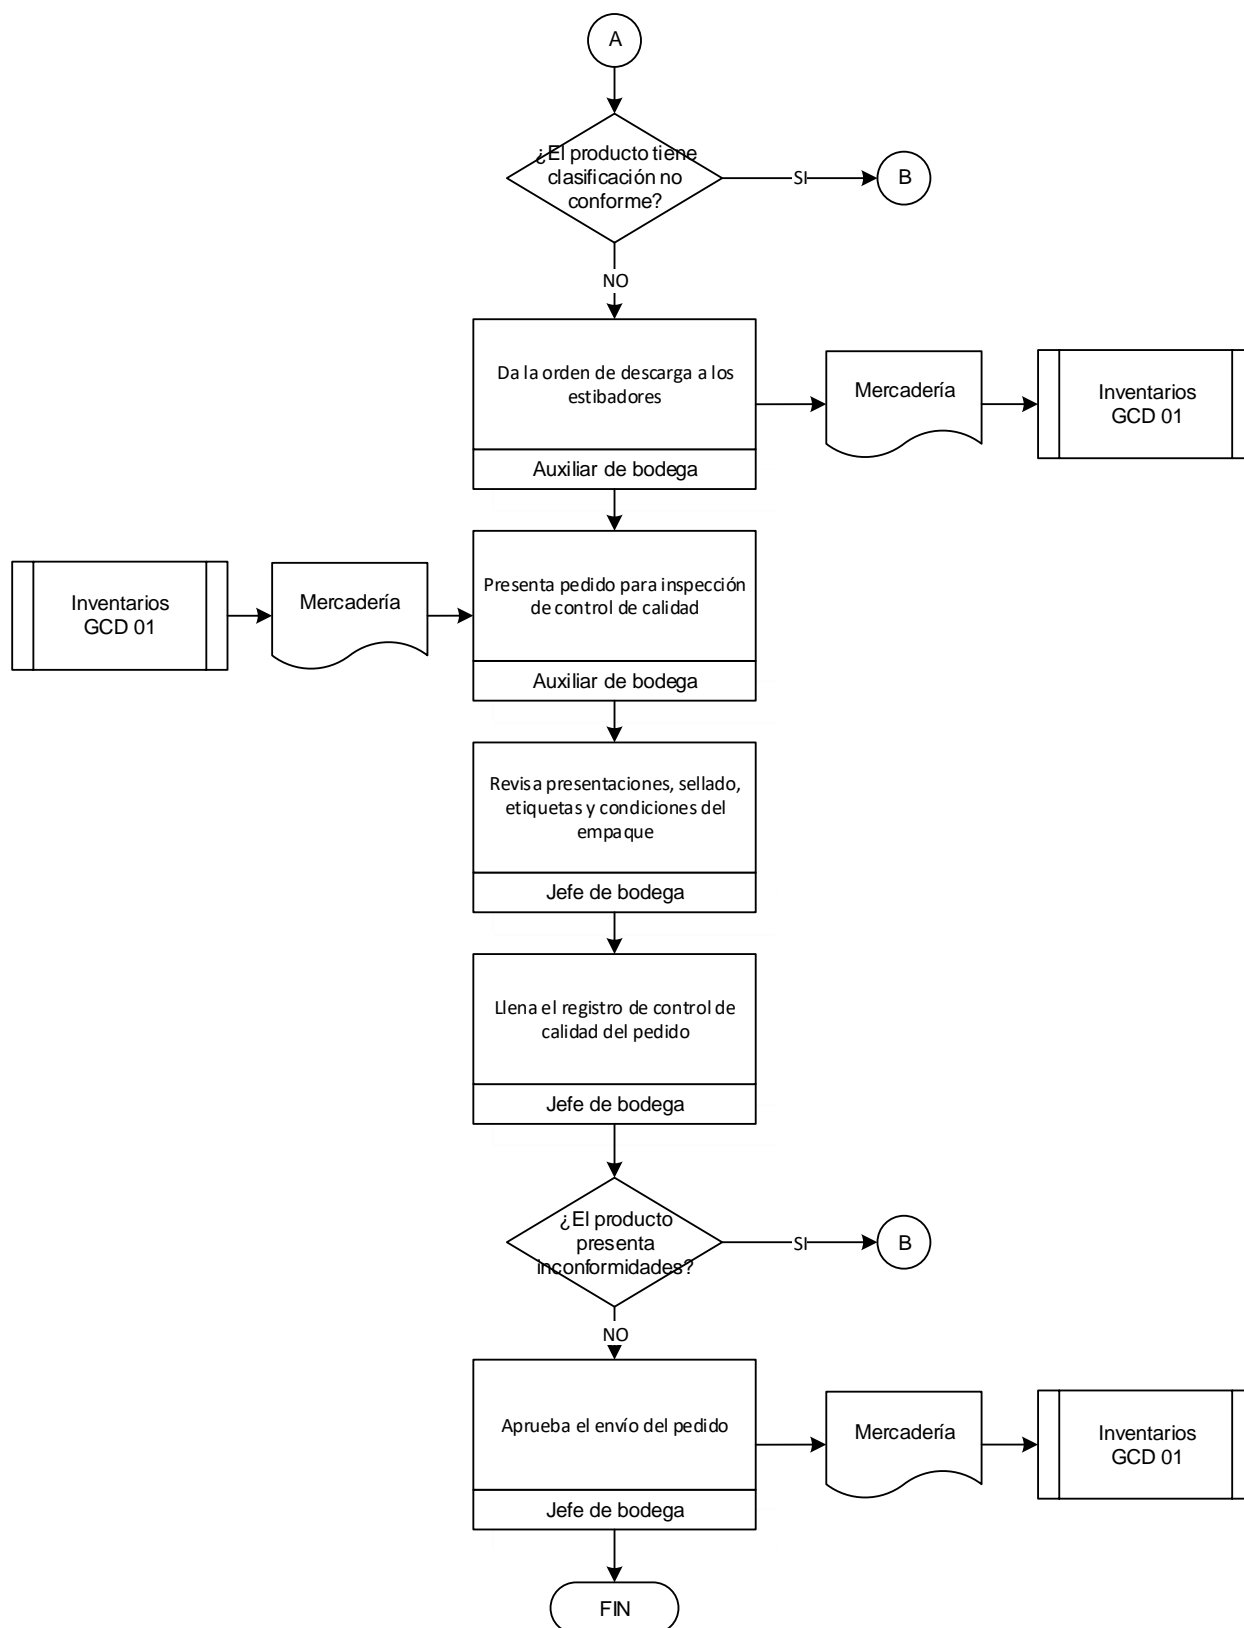 A
¿El producto tiene
clasificación no
conforme?
SI
B
NO
Da la orden de descarga a los
estibadores
Auxiliar de bodega
Mercadería
Inventarios
GCD 01
Inventarios
GCD 01
Mercadería
Presenta pedido para inspección
de control de calidad
Auxiliar de bodega
Revisa presentaciones, sellado,
etiquetas y condiciones del
empaque
Jefe de bodega
Llena el registro de control de
calidad del pedido
Jefe de bodega
¿El producto
presenta
inconformidades?
SI
B
NO
Aprueba el envío del pedido
Jefe de bodega
Mercadería
Inventarios
GCD 01
FIN